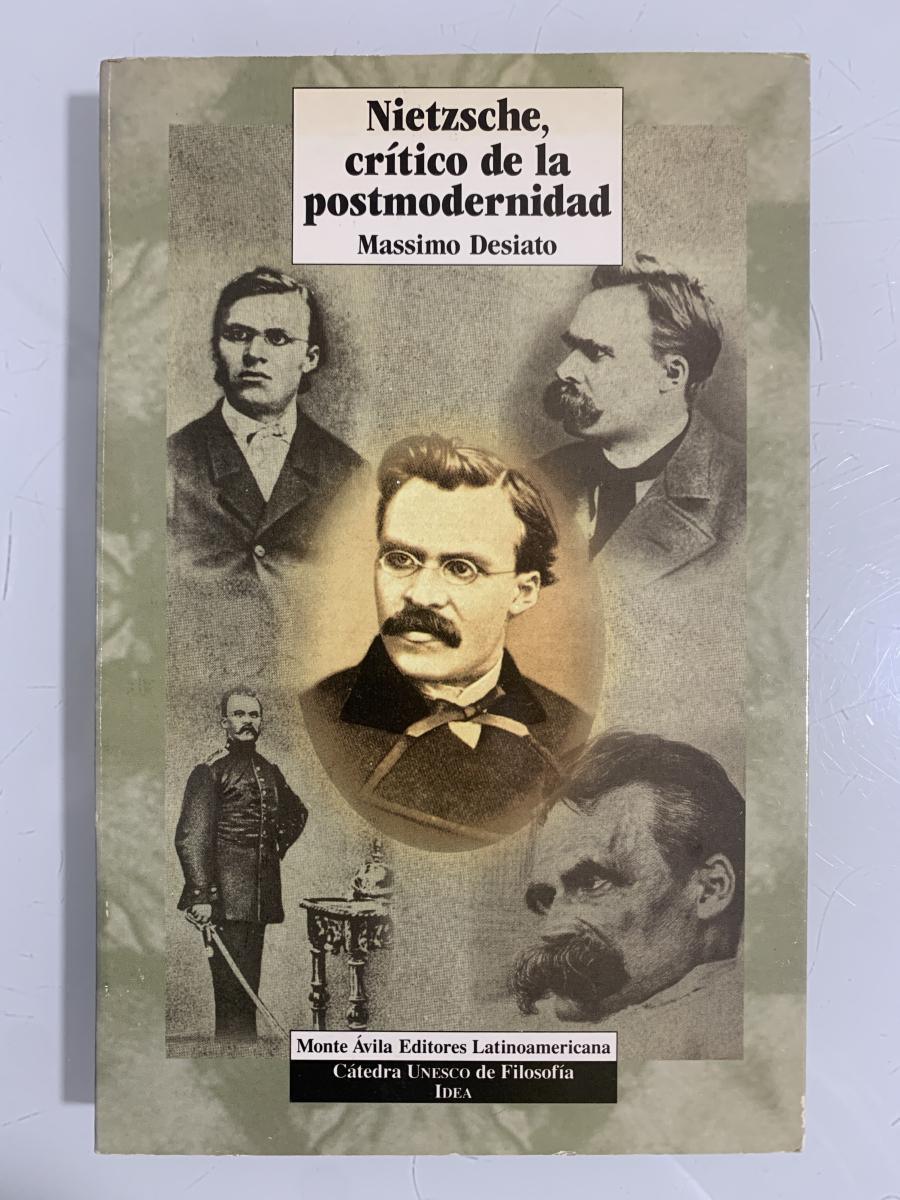 Nietzsche,
crítico de la
postmodernidad
Massimo Desiato
Monte Ávila Editores Latinoamericana
Cátedra UNESCO de Filosofía
IDEA